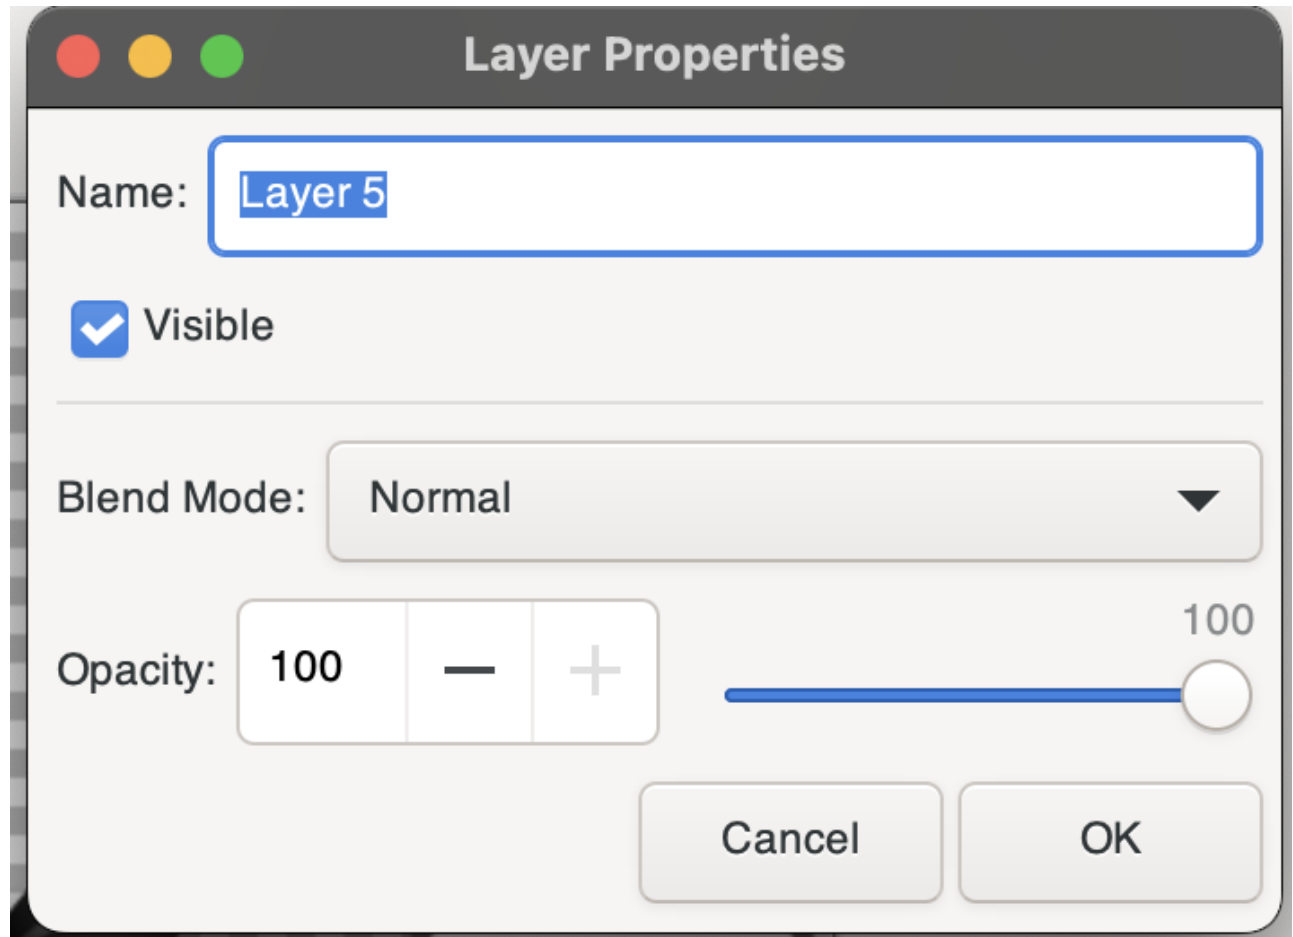 Layer Properties
Name: Layer 5
Visible
Blend Mode: Normal
100
Opacity: 100
Cancel OK